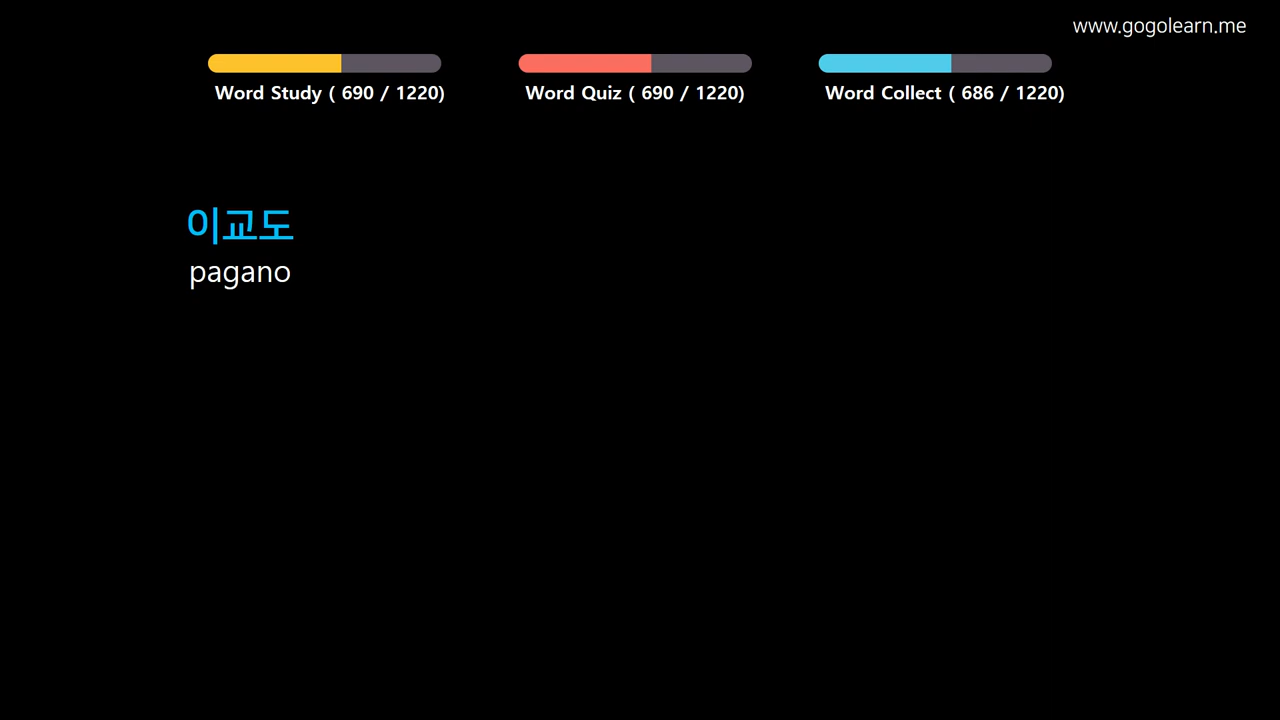 www.gogolearn.me
Word Study ( 690 / 1220)
Word Quiz ( 690 / 1220)
Word Collect ( 686 / 1220)
이교도
pagano